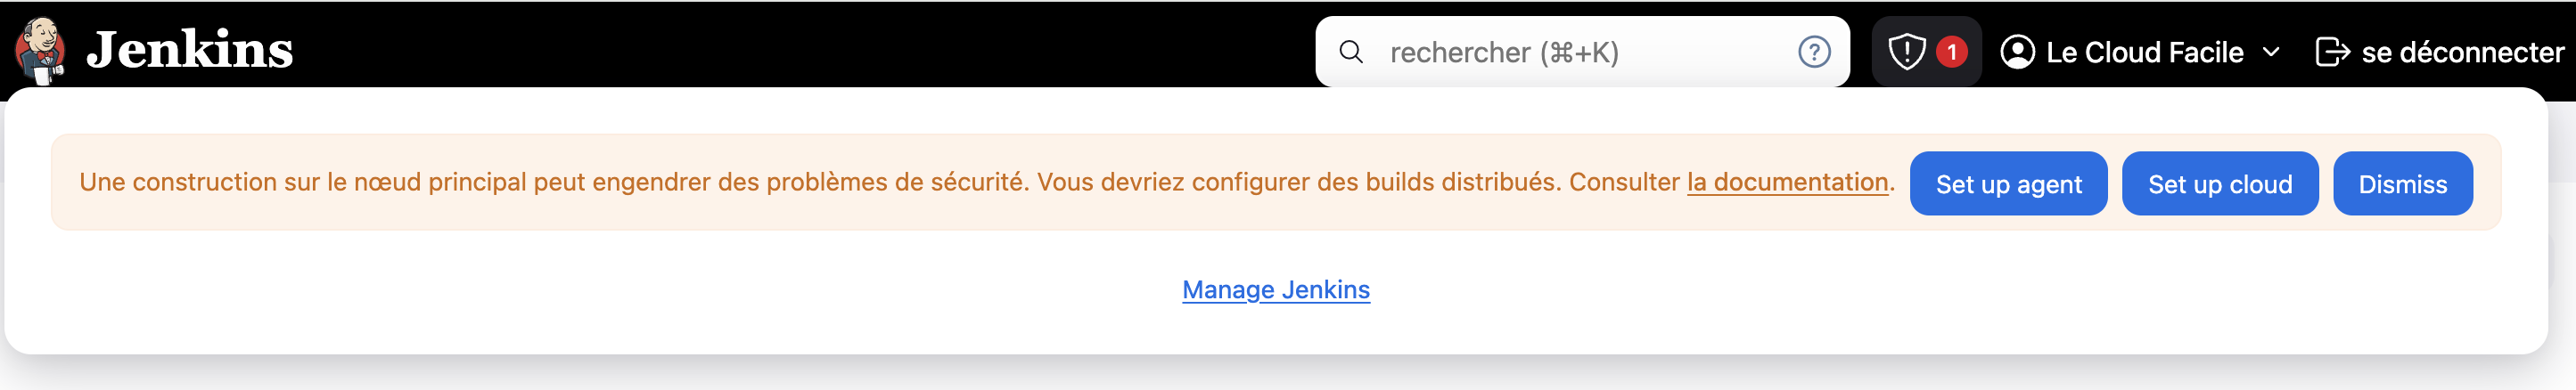 Jenkins rechercher (⌘+K) 1 Le Cloud Facile se déconnecter
Une construction sur le nœud principal peut engendrer des problèmes de sécurité. Vous devriez configurer des builds distribués. Consulter la documentation. Set up agent Set up cloud Dismiss
Manage Jenkins